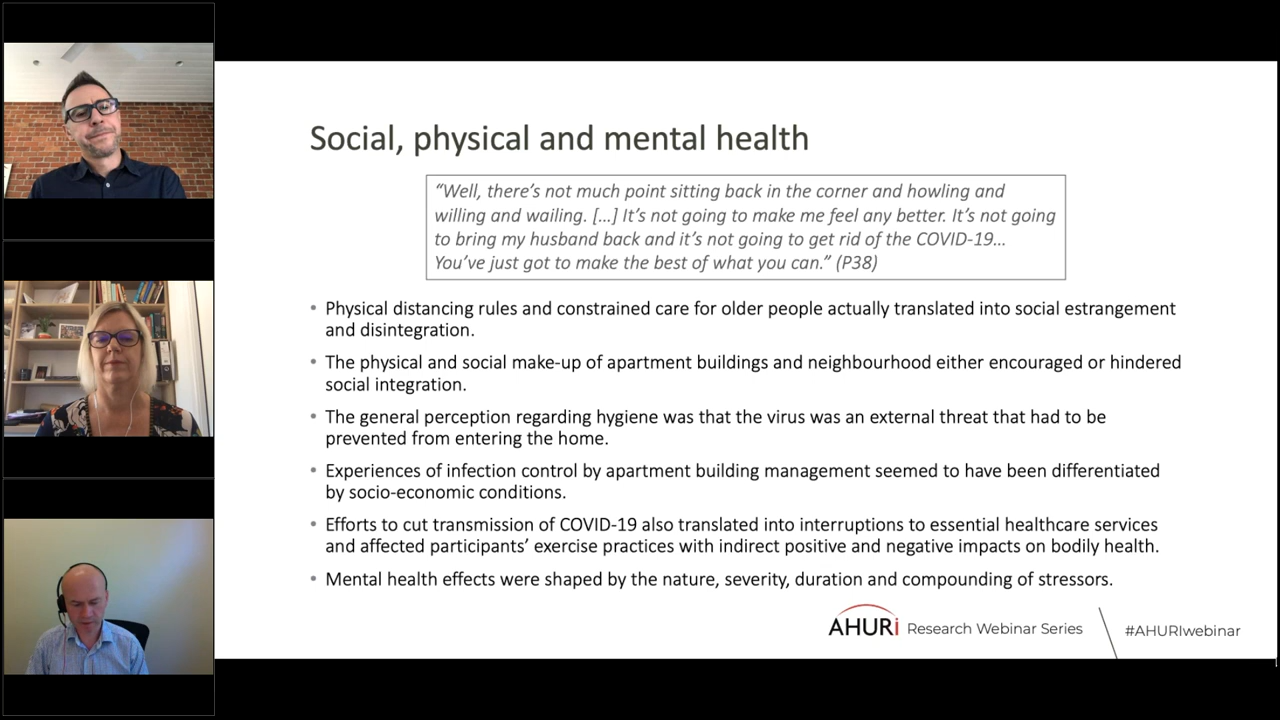 Social, physical and mental health
“Well, there’s not much point sitting back in the corner and howling and
willing and wailing. […] It’s not going to make me feel any better. It’s not going
to bring my husband back and it’s not going to get rid of the COVID-19…
You’ve just got to make the best of what you can.” (P38)
• Physical distancing rules and constrained care for older people actually translated into social estrangement
and disintegration.
• The physical and social make-up of apartment buildings and neighbourhood either encouraged or hindered
social integration.
• The general perception regarding hygiene was that the virus was an external threat that had to be
prevented from entering the home.
• Experiences of infection control by apartment building management seemed to have been differentiated
by socio-economic conditions.
• Efforts to cut transmission of COVID-19 also translated into interruptions to essential healthcare services
and affected participants’ exercise practices with indirect positive and negative impacts on bodily health.
• Mental health effects were shaped by the nature, severity, duration and compounding of stressors.
AHURi Research Webinar Series
#AHURIwebinar